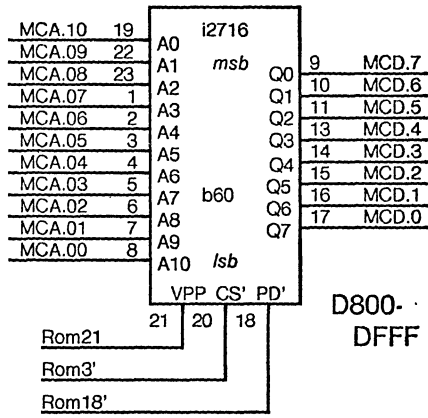 i2716
MCA.10 19 A0
MCA.09 22 A1 msb
MCA.08 23 A2 Q0 9 MCD.7
MCA.07 1 A3 Q1 10 MCD.6
MCA.06 2 A4 Q2 11 MCD.5
MCA.05 3 A5 Q3 13 MCD.4
MCA.04 4 A6 Q4 14 MCD.3
MCA.03 5 A7 b60 Q5 15 MCD.2
MCA.02 6 A8 Q6 16 MCD.1
MCA.01 7 A9 Q7 17 MCD.0
MCA.00 8 A10 lsb
VPP CS' PD'
21 20 18
D800-
DFFF
Rom21
Rom3'
Rom18'